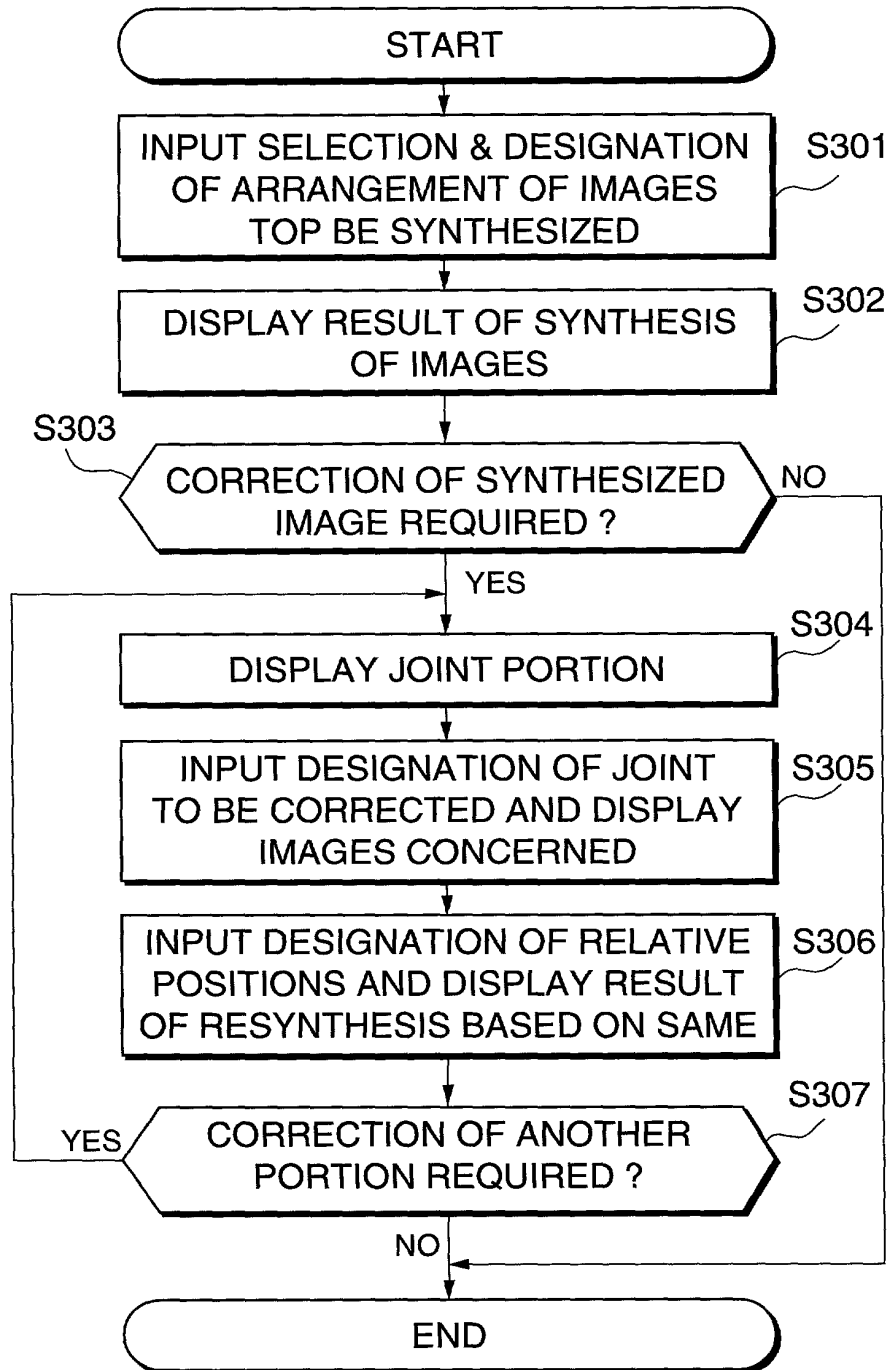 START
INPUT SELECTION & DESIGNATION
OF ARRANGEMENT OF IMAGES
TOP BE SYNTHESIZED
S301
DISPLAY RESULT OF SYNTHESIS
OF IMAGES
S302
S303
CORRECTION OF SYNTHESIZED
IMAGE REQUIRED ?
NO
YES
S304
DISPLAY JOINT PORTION
INPUT DESIGNATION OF JOINT
TO BE CORRECTED AND DISPLAY
IMAGES CONCERNED
S305
INPUT DESIGNATION OF RELATIVE
POSITIONS AND DISPLAY RESULT
OF RESYNTHESIS BASED ON SAME
S306
S307
YES
CORRECTION OF ANOTHER
PORTION REQUIRED ?
NO
END